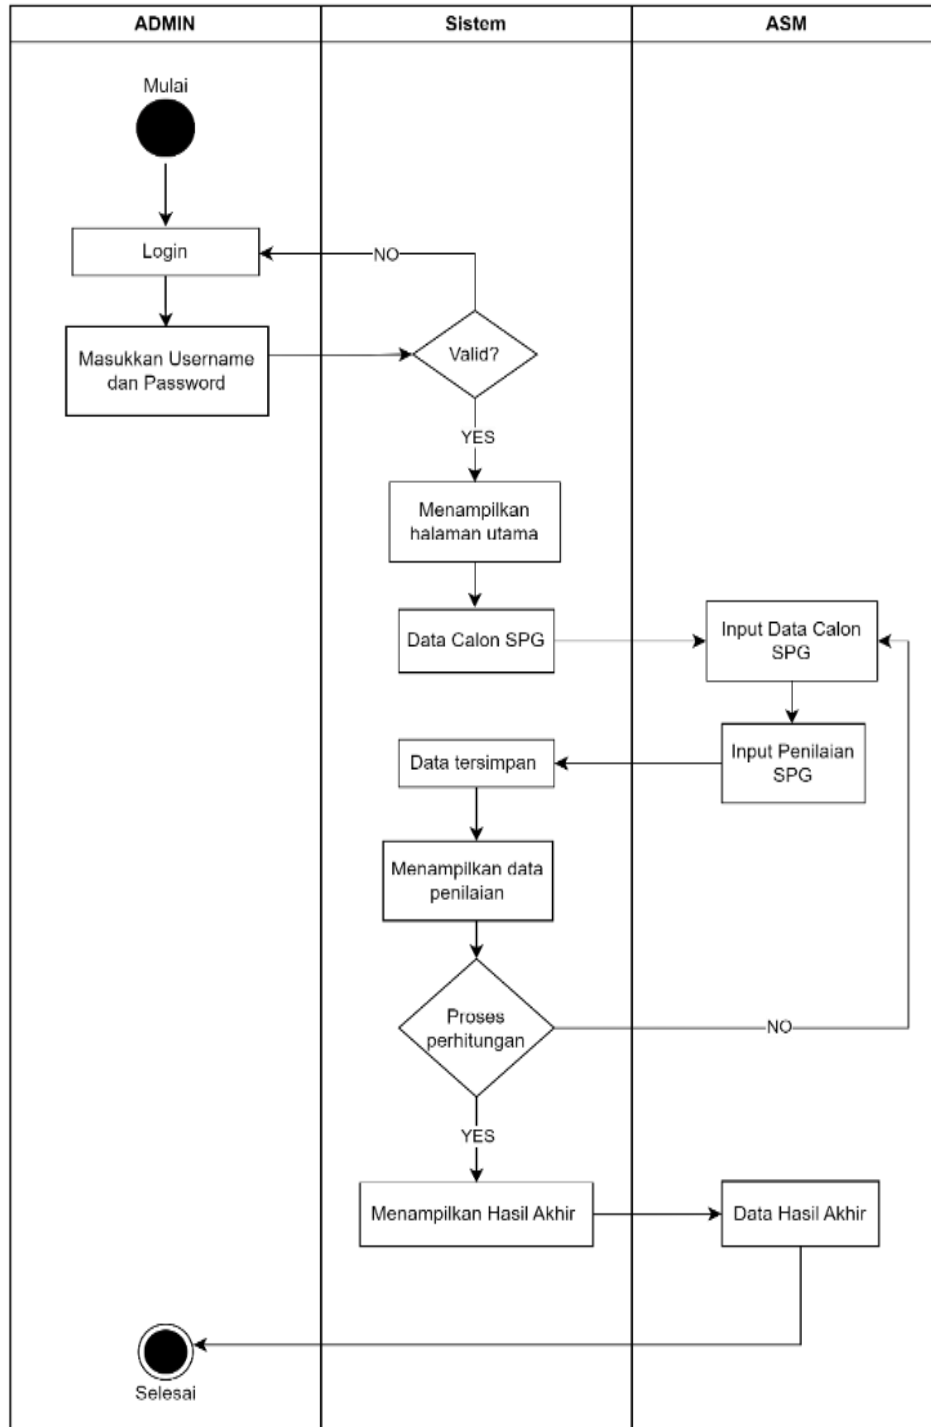 ADMIN
Sistem
ASM
Mulai
Login
NO
Masukkan Username
dan Password
Valid?
YES
Menampilkan
halaman utama
Data Calon SPG
Input Data Calon
SPG
Input Penilaian
SPG
Data tersimpan
Menampilkan data
penilaian
Proses
perhitungan
NO
YES
Menampilkan Hasil Akhir
Data Hasil Akhir
Selesai